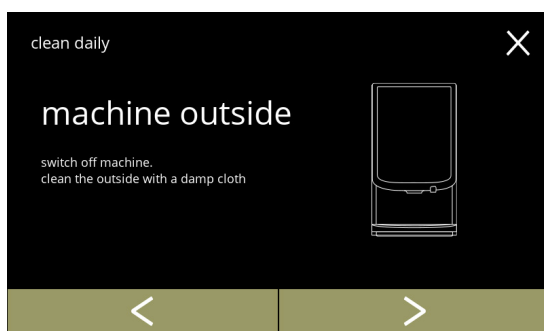 clean daily
machine outside
switch off machine.
clean the outside with a damp cloth